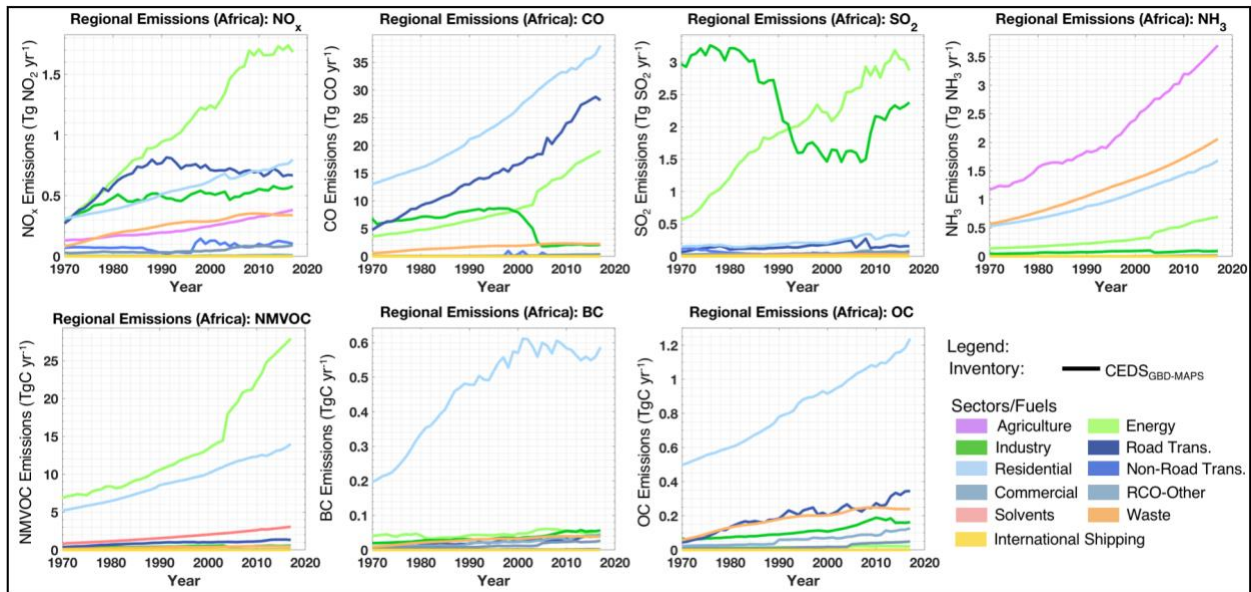 Regional Emissions (Africa): NOx
NOx Emissions (Tg NO2 yr⁻¹)
1.5
1
0.5
0
1970 1980 1990 2000 2010 2020
Year
Regional Emissions (Africa): CO
CO Emissions (Tg CO yr⁻¹)
35
30
25
20
15
10
5
0
1970 1980 1990 2000 2010 2020
Year
Regional Emissions (Africa): SO2
SO2 Emissions (Tg SO2 yr⁻¹)
3
2.5
2
1.5
1
0.5
0
1970 1980 1990 2000 2010 2020
Year
Regional Emissions (Africa): NH3
NH3 Emissions (Tg NH3 yr⁻¹)
3.5
3
2.5
2
1.5
1
0.5
0
1970 1980 1990 2000 2010 2020
Year
Regional Emissions (Africa): NMVOC
NMVOC Emissions (TgC yr⁻¹)
25
20
15
10
5
0
1970 1980 1990 2000 2010 2020
Year
Regional Emissions (Africa): BC
BC Emissions (TgC yr⁻¹)
0.6
0.5
0.4
0.3
0.2
0.1
0
1970 1980 1990 2000 2010 2020
Year
Regional Emissions (Africa): OC
OC Emissions (TgC yr⁻¹)
1.2
1
0.8
0.6
0.4
0.2
0
1970 1980 1990 2000 2010 2020
Year
Legend:
Inventory: CEDSGBD-MAPS
Sectors/Fuels
Agriculture Energy
Industry Road Trans.
Residential Non-Road Trans.
Commercial RCO-Other
Solvents Waste
International Shipping